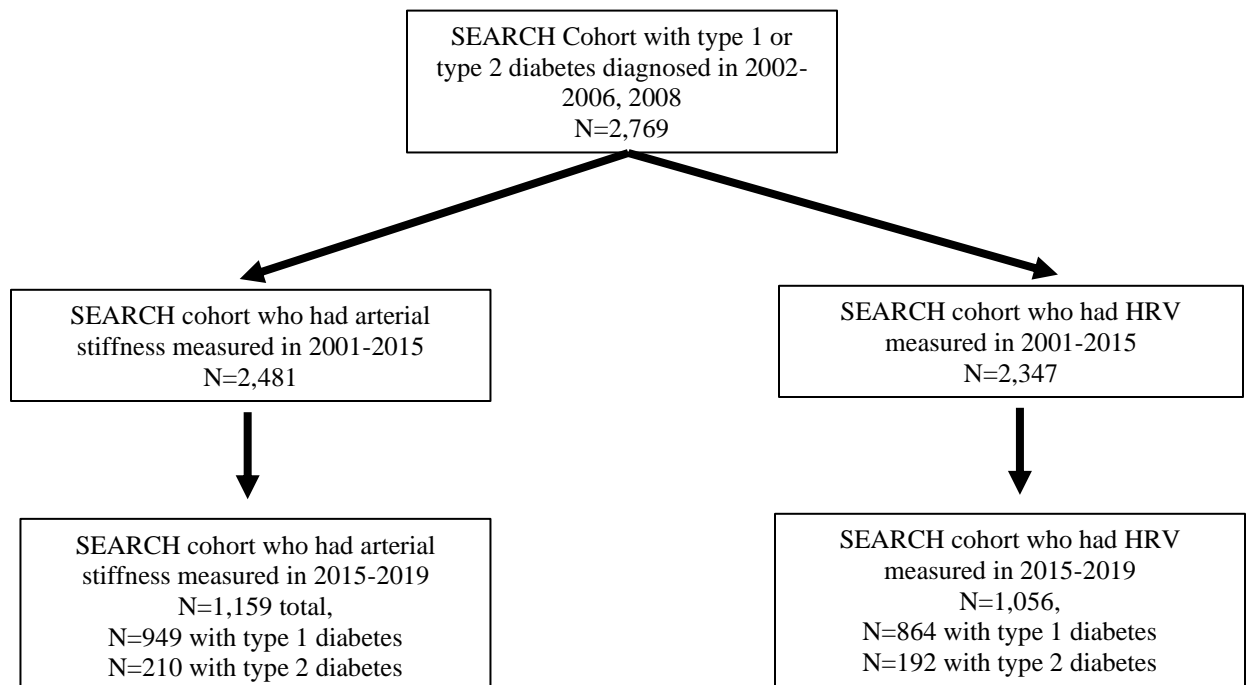 SEARCH Cohort with type 1 or
type 2 diabetes diagnosed in 2002-
2006, 2008
N=2,769
SEARCH cohort who had arterial
stiffness measured in 2001-2015
N=2,481
SEARCH cohort who had HRV
measured in 2001-2015
N=2,347
SEARCH cohort who had arterial
stiffness measured in 2015-2019
N=1,159 total,
N=949 with type 1 diabetes
N=210 with type 2 diabetes
SEARCH cohort who had HRV
measured in 2015-2019
N=1,056,
N=864 with type 1 diabetes
N=192 with type 2 diabetes